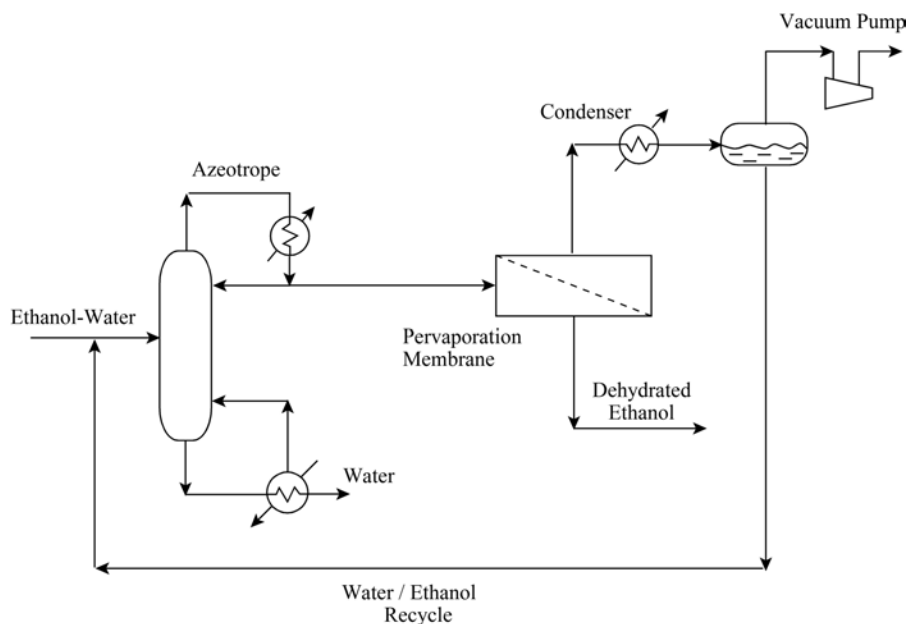 Vacuum Pump
Condenser
Azeotrope
Ethanol-Water
Pervaporation
Membrane
Dehydrated
Ethanol
Water
Water / Ethanol
Recycle